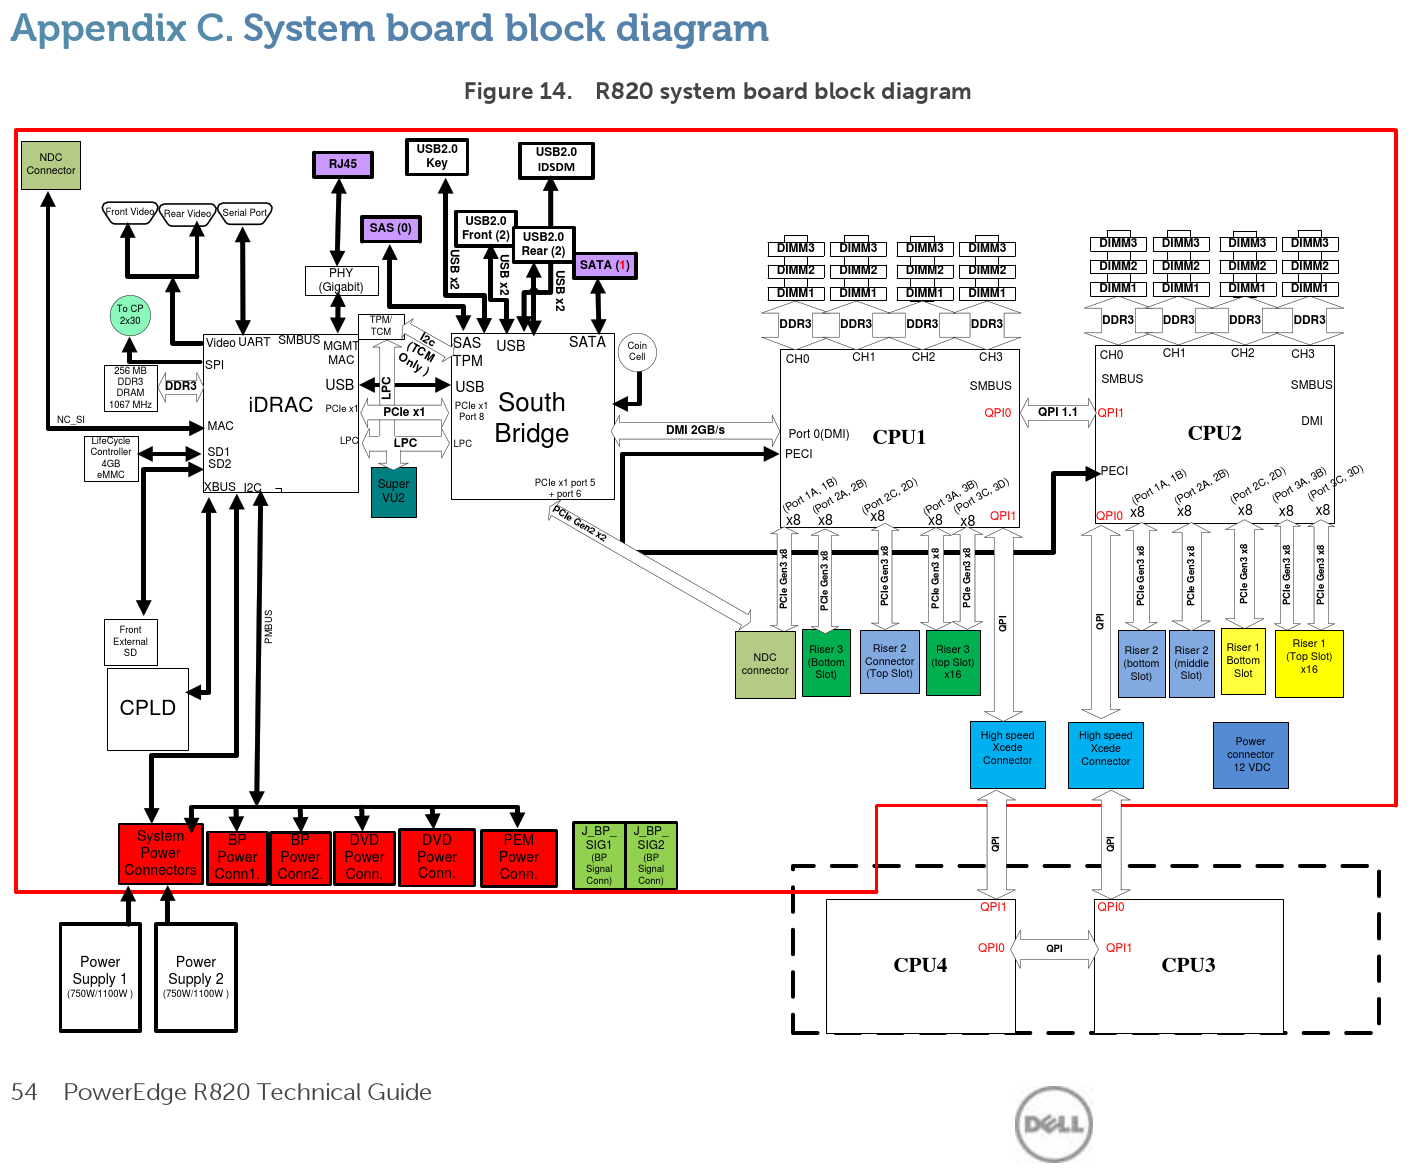 Appendix C. System board block diagram
Figure 14. R820 system board block diagram
NDC
Connector
RJ45
USB2.0
Key
USB2.0
IDSDM
Front Video
Rear Video
Serial Port
SAS (0)
USB2.0
Front (2)
USB2.0
Rear (2)
SATA (1)
USB x2
USB x2
USB x2
PHY
(Gigabit)
To CP
2x30
TPM/
TCM
I2c
(TCM
Only )
Coin
Cell
Video
UART
SMBUS
MGMT
MAC
SPI
256 MB
DDR3
DRAM
1067 MHz
DDR3
iDRAC
USB
PCIe x1
LPC
NC_SI
MAC
LifeCycle
Controller
4GB
eMMC
SD1
SD2
XBUS
I2C
LPC
PCIe x1
LPC
SAS
TPM
USB
SATA
USB
PCIe x1
Port 8
LPC
South
Bridge
PCIe x1 port 5
+ port 6
Super
VU2
PCIe Gen2 x2
DMI 2GB/s
DIMM3
DIMM3
DIMM3
DIMM3
DIMM2
DIMM2
DIMM2
DIMM2
DIMM1
DIMM1
DIMM1
DIMM1
DDR3
DDR3
DDR3
DDR3
CH0
CH1
CH2
CH3
SMBUS
QPI0
Port 0(DMI)
CPU1
PECI
(Port 1A, 1B)
(Port 2A, 2B)
(Port 2C, 2D)
(Port 3A, 3B)
(Port 3C, 3D)
x8
x8
x8
x8
x8
QPI1
QPI 1.1
DIMM3
DIMM3
DIMM3
DIMM3
DIMM2
DIMM2
DIMM2
DIMM2
DIMM1
DIMM1
DIMM1
DIMM1
DDR3
DDR3
DDR3
DDR3
CH0
CH1
CH2
CH3
SMBUS
SMBUS
QPI1
DMI
CPU2
PECI
(Port 1A, 1B)
(Port 2A, 2B)
(Port 2C, 2D)
(Port 3A, 3B)
(Port 3C, 3D)
QPI0
x8
x8
x8
x8
x8
PCIe Gen3 x8
PCIe Gen3 x8
PCIe Gen3 x8
PCIe Gen3 x8
PCIe Gen3 x8
QPI
QPI
PCIe Gen3 x8
PCIe Gen3 x8
PCIe Gen3 x8
PCIe Gen3 x8
PCIe Gen3 x8
Front
External
SD
PMBUS
CPLD
NDC
connector
Riser 3
(Bottom
Slot)
Riser 2
Connector
(Top Slot)
Riser 3
(top Slot)
x16
Riser 2
(bottom
Slot)
Riser 2
(middle
Slot)
Riser 1
Bottom
Slot
Riser 1
(Top Slot)
x16
High speed
Xcede
Connector
High speed
Xcede
Connector
Power
connector
12 VDC
System
Power
Connectors
BP
Power
Conn1.
BP
Power
Conn2.
DVD
Power
Conn.
DVD
Power
Conn.
PEM
Power
Conn.
J_BP_
SIG1
(BP
Signal
Conn)
J_BP_
SIG2
(BP
Signal
Conn)
QPI
QPI
Power
Supply 1
(750W/1100W )
Power
Supply 2
(750W/1100W )
QPI1
QPI0
CPU4
QPI
QPI0
QPI1
CPU3
54 PowerEdge R820 Technical Guide
DELL